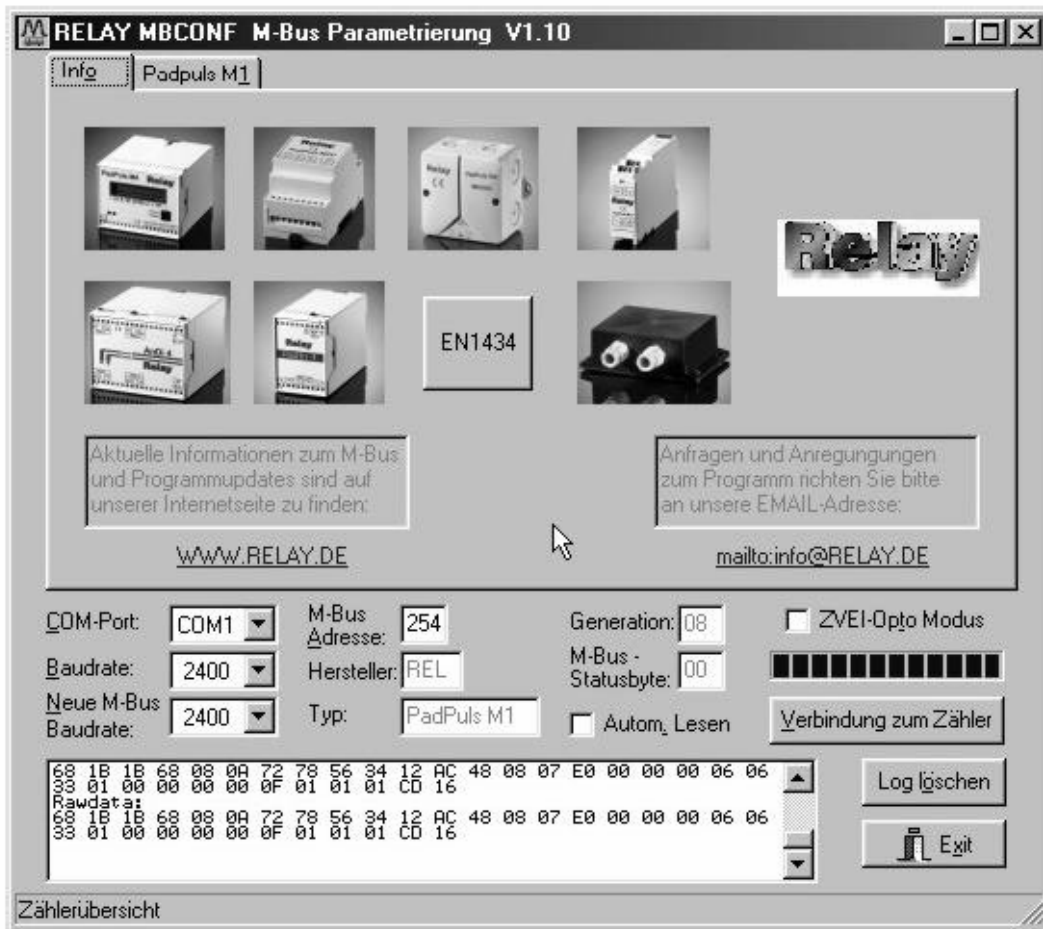 RELAY MBCONF M-Bus Parametrierung V1.10
Info
Padpuls M1
Relay
Relay
PadPuls M4 Relay
Relay
Relay
EN1434
Aktuelle Informationen zum M-Bus
und Programmupdates sind auf
unserer Internetseite zu finden:
Anfragen und Anregungungen
zum Programm richten Sie bitte
an unsere EMAIL-Adresse:
WWW.RELAY.DE
mailto:info@RELAY.DE
COM-Port:
COM1
M-Bus
Adresse:
254
Generation:
08
ZVEI-Opto Modus
Baudrate:
2400
Hersteller:
REL
M-Bus -
Statusbyte:
00
Neue M-Bus
Baudrate:
2400
Typ:
PadPuls M1
Autom. Lesen
Verbindung zum Zähler
68 1B 1B 68 08 0A 72 78 56 34 12 AC 48 08 07 E0 00 00 00 06 06
33 01 00 00 00 00 0F 01 01 01 CD 16
Rawdata:
68 1B 1B 68 08 0A 72 78 56 34 12 AC 48 08 07 E0 00 00 00 06 06
33 01 00 00 00 00 0F 01 01 01 CD 16
Log löschen
Exit
Zählerübersicht